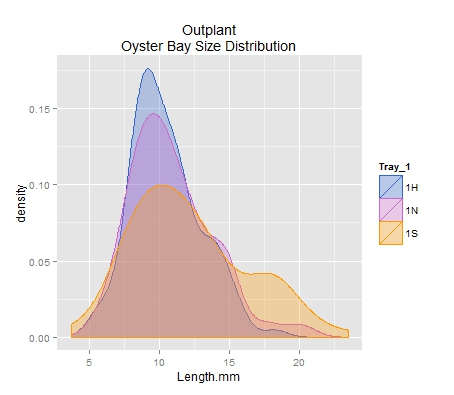 Outplant
Oyster Bay Size Distribution
density
0.15
0.10
0.05
0.00
5 10 15 20
Length.mm
Tray_1
1H
1N
1S